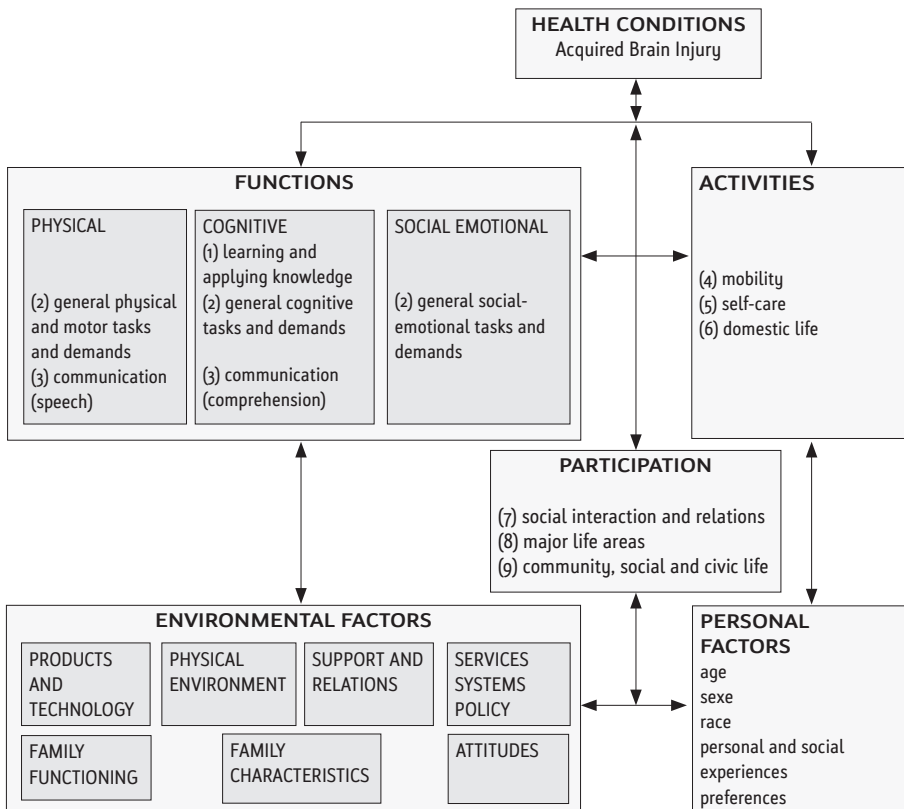 HEALTH CONDITIONS
Acquired Brain Injury
FUNCTIONS
PHYSICAL
(2) general physical
and motor tasks
and demands
(3) communication
(speech)
COGNITIVE
(1) learning and
applying knowledge
(2) general cognitive
tasks and demands
(3) communication
(comprehension)
SOCIAL EMOTIONAL
(2) general social-
emotional tasks and
demands
ACTIVITIES
(4) mobility
(5) self-care
(6) domestic life
PARTICIPATION
(7) social interaction and relations
(8) major life areas
(9) community, social and civic life
ENVIRONMENTAL FACTORS
PRODUCTS
AND
TECHNOLOGY
PHYSICAL
ENVIRONMENT
SUPPORT AND
RELATIONS
SERVICES
SYSTEMS
POLICY
FAMILY
FUNCTIONING
FAMILY
CHARACTERISTICS
ATTITUDES
PERSONAL
FACTORS
age
sexe
race
personal and social
experiences
preferences